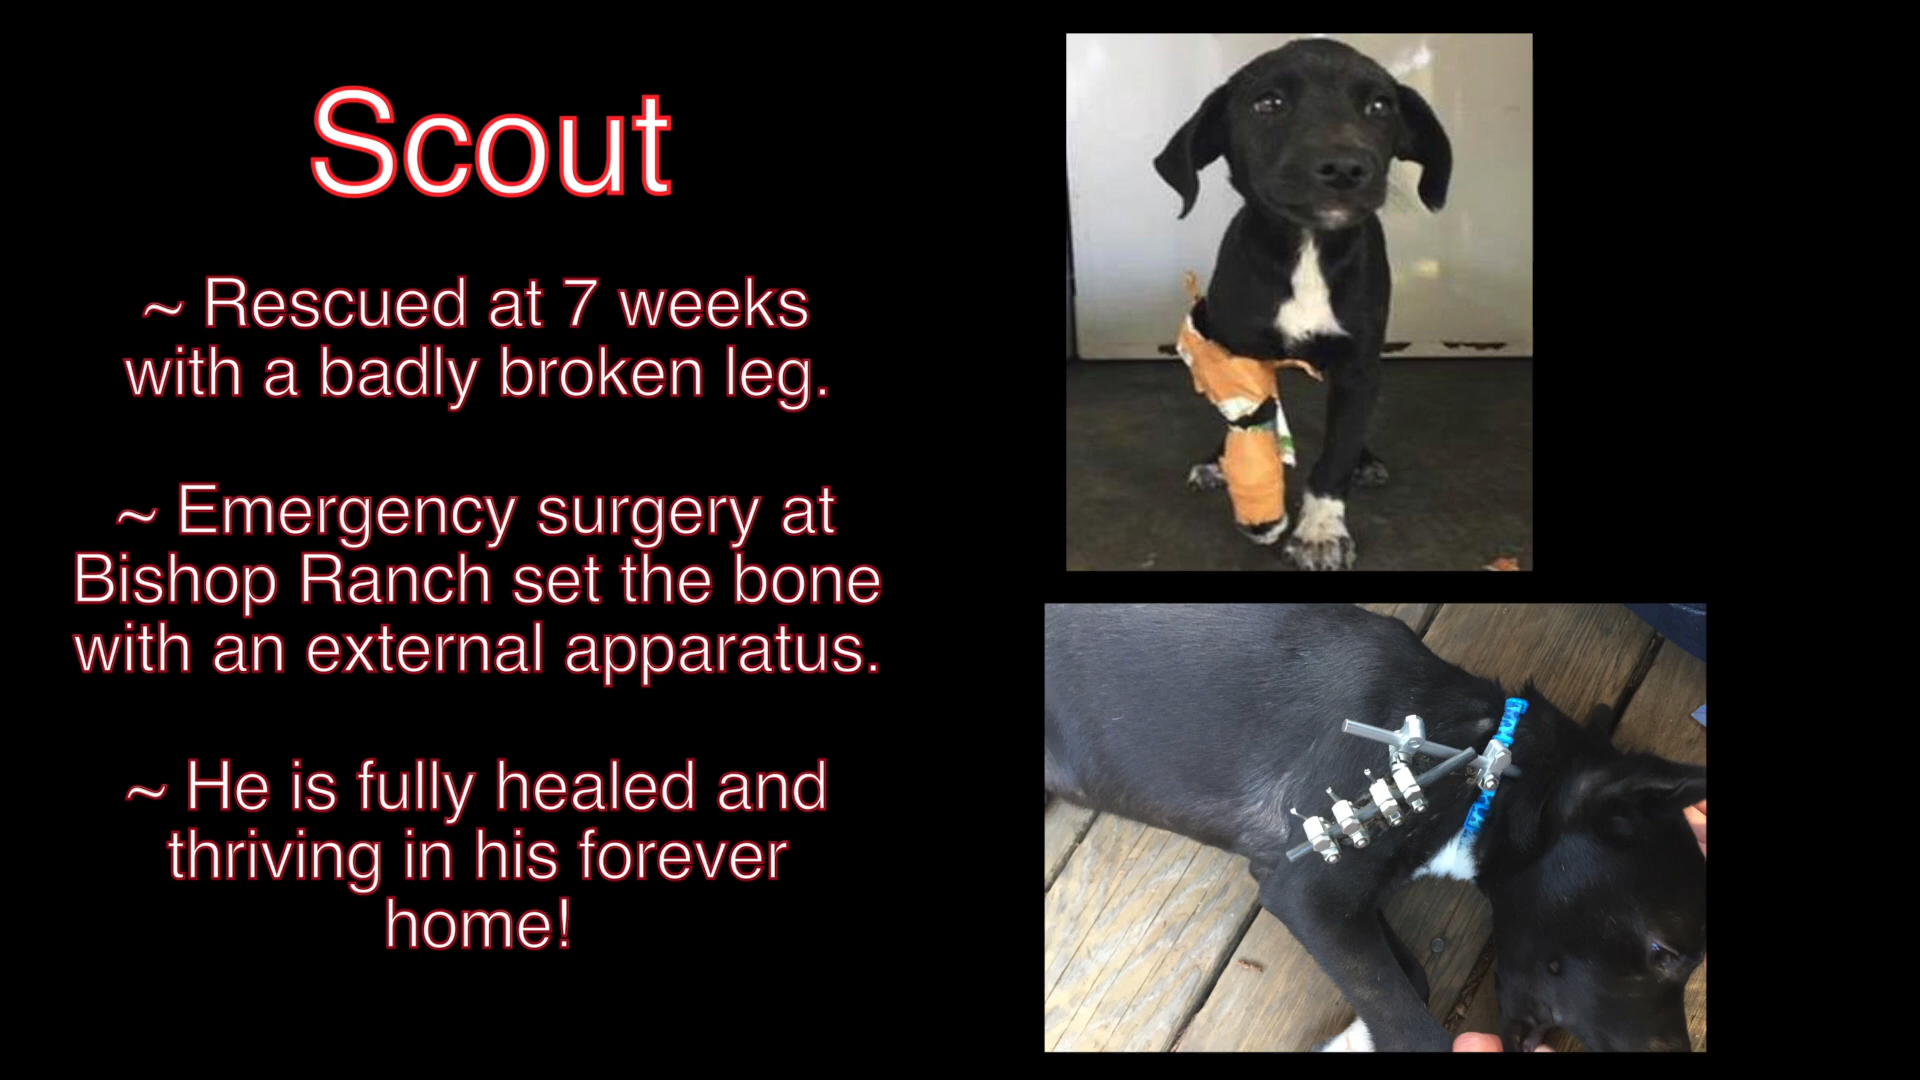 Scout
~ Rescued at 7 weeks
with a badly broken leg.
~ Emergency surgery at
Bishop Ranch set the bone
with an external apparatus.
~ He is fully healed and
thriving in his forever
home!